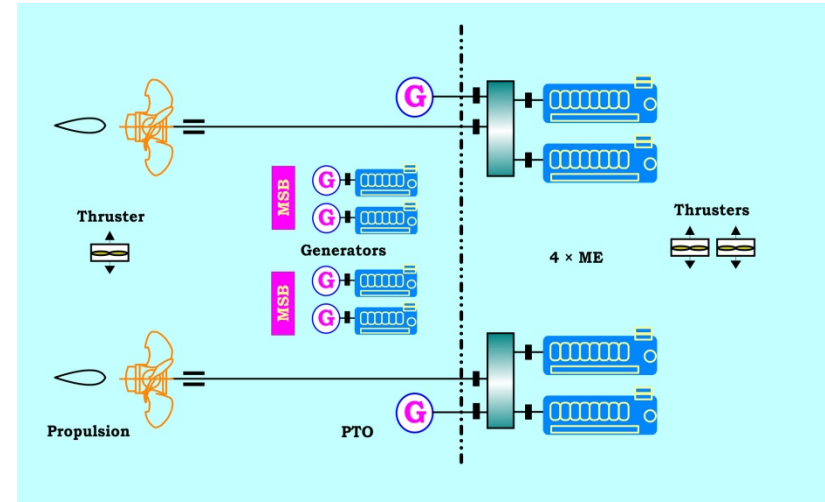 G
MSB
G
G
Thruster
Thrusters
Generators
4 × ME
MSB
G
G
G
Propulsion
PTO